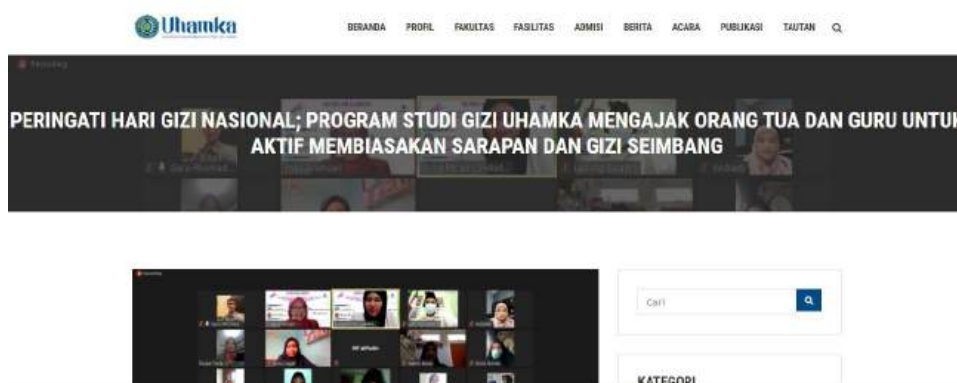 Uhamka
BERANDA PROFIL FAKULTAS FASILITAS ADMISI BERITA ACARA PUBLIKASI TAUTAN
Recording
PERINGATI HARI GIZI NASIONAL; PROGRAM STUDI GIZI UHAMKA MENGAJAK ORANG TUA DAN GURU UNTUK
AKTIF MEMBIASAKAN SARAPAN DAN GIZI SEIMBANG
Cari
KATEGORI